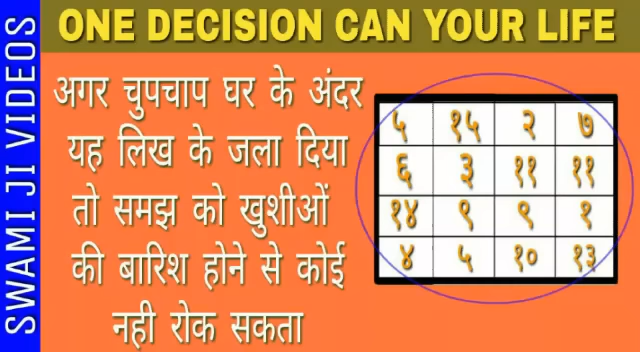 SWAMI JI VIDEOS
ONE DECISION CAN YOUR LIFE
अगर चुपचाप घर के अंदर
यह लिख के जला दिया
तो समझ को खुशीओं
की बारिश होने से कोई
नही रोक सकता
५ १५ २ ७
६ ३ ११ ११
१४ ९ ९ १
४ ५ १० १३